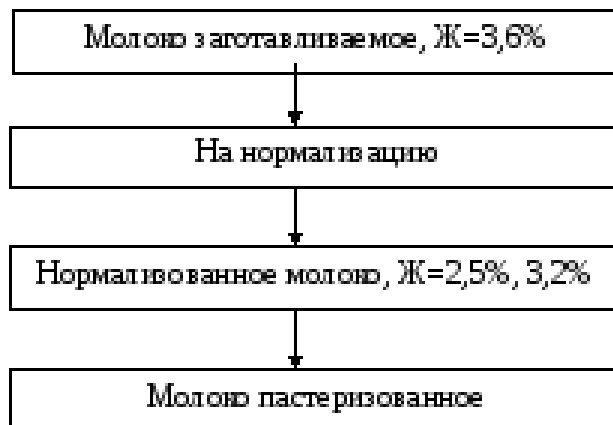 Молоко заготавливаемое, Ж=3,6%
На нормализацию
Нормализованное молоко, Ж=2,5%, 3,2%
Молоко пастеризованное